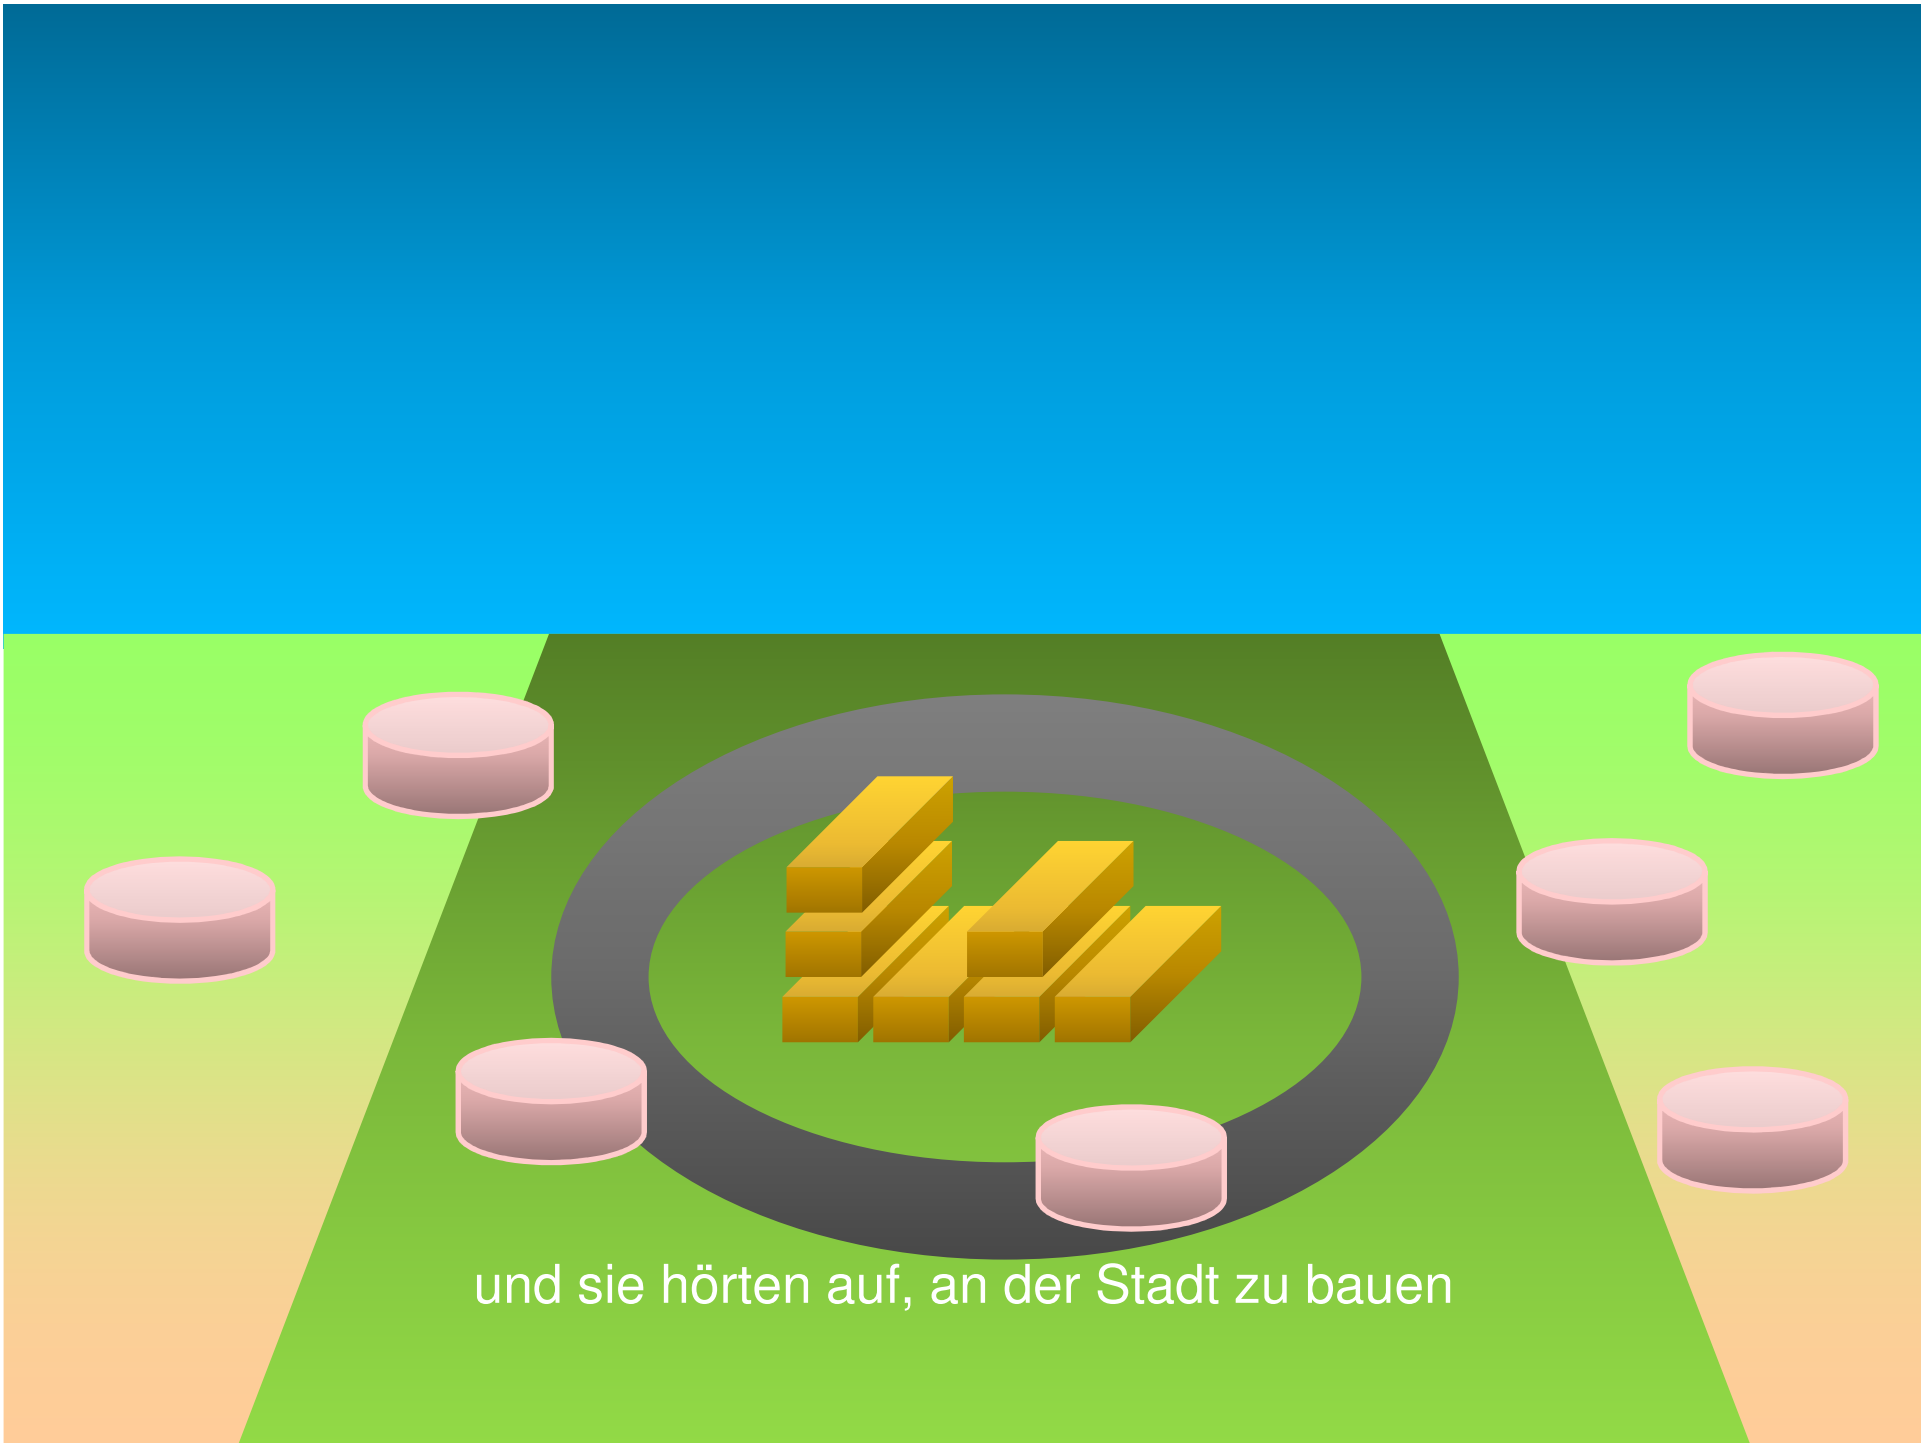 und sie hörten auf, an der Stadt zu bauen